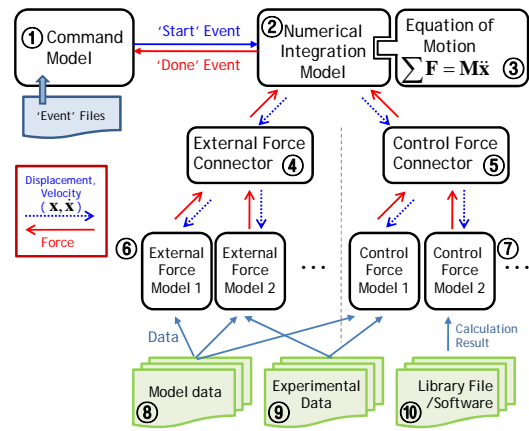 ① Command Model
'Start' Event
'Done' Event
② Numerical Integration Model
Equation of Motion
∑F = Mẍ ③
'Event' Files
External Force Connector ④
Control Force Connector ⑤
Displacement, Velocity
(x, ẋ)
Force
⑥
External Force Model 1
External Force Model 2
...
Control Force Model 1
Control Force Model 2
⑦
...
Data
Calculation Result
Model data
⑧
Experimental Data
⑨
Library File /Software
⑩